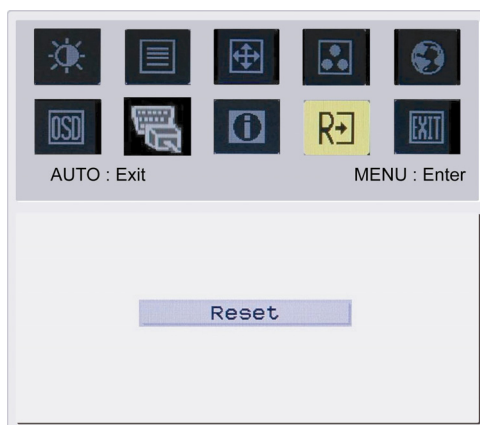 OSD
R
EXIT
AUTO : Exit
MENU : Enter
Reset